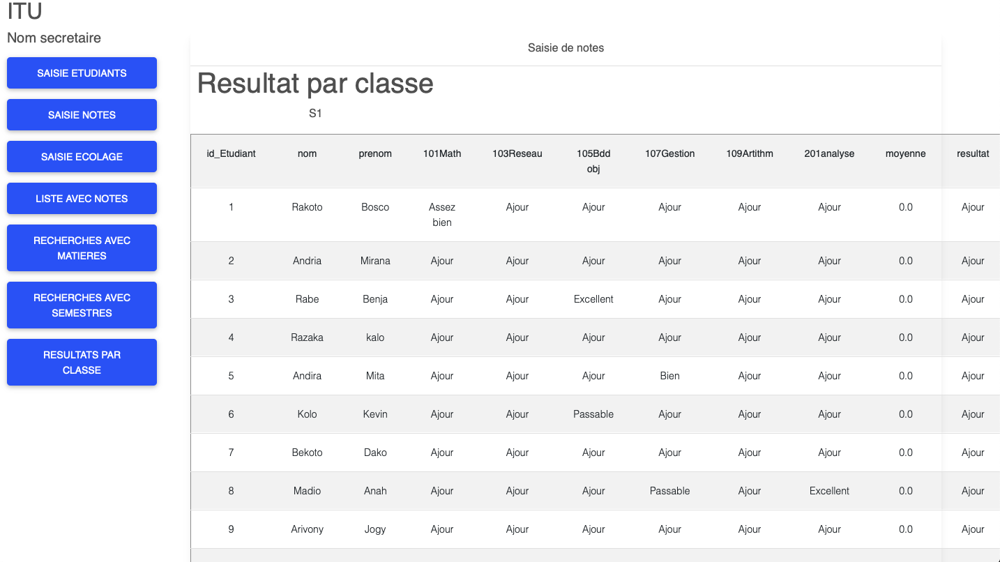 ITU
Nom secretaire
SAISIE ETUDIANTS
SAISIE NOTES
SAISIE ECOLAGE
LISTE AVEC NOTES
RECHERCHES AVEC
MATIERES
RECHERCHES AVEC
SEMESTRES
RESULTATS PAR
CLASSE
Saisie de notes
Resultat par classe
S1
id_Etudiant nom prenom 101Math 103Reseau 105Bdd 107Gestion 109Artithm 201analyse moyenne resultat
obj
1 Rakoto Bosco Assez Ajour Ajour Ajour Ajour Ajour 0.0 Ajour
bien
2 Andria Mirana Ajour Ajour Ajour Ajour Ajour Ajour 0.0 Ajour
3 Rabe Benja Ajour Ajour Excellent Ajour Ajour Ajour 0.0 Ajour
4 Razaka kalo Ajour Ajour Ajour Ajour Ajour Ajour 0.0 Ajour
5 Andira Mita Ajour Ajour Ajour Bien Ajour Ajour 0.0 Ajour
6 Kolo Kevin Ajour Ajour Passable Ajour Ajour Ajour 0.0 Ajour
7 Bekoto Dako Ajour Ajour Ajour Ajour Ajour Ajour 0.0 Ajour
8 Madio Anah Ajour Ajour Ajour Passable Ajour Excellent 0.0 Ajour
9 Arivony Jogy Ajour Ajour Ajour Ajour Ajour Ajour 0.0 Ajour